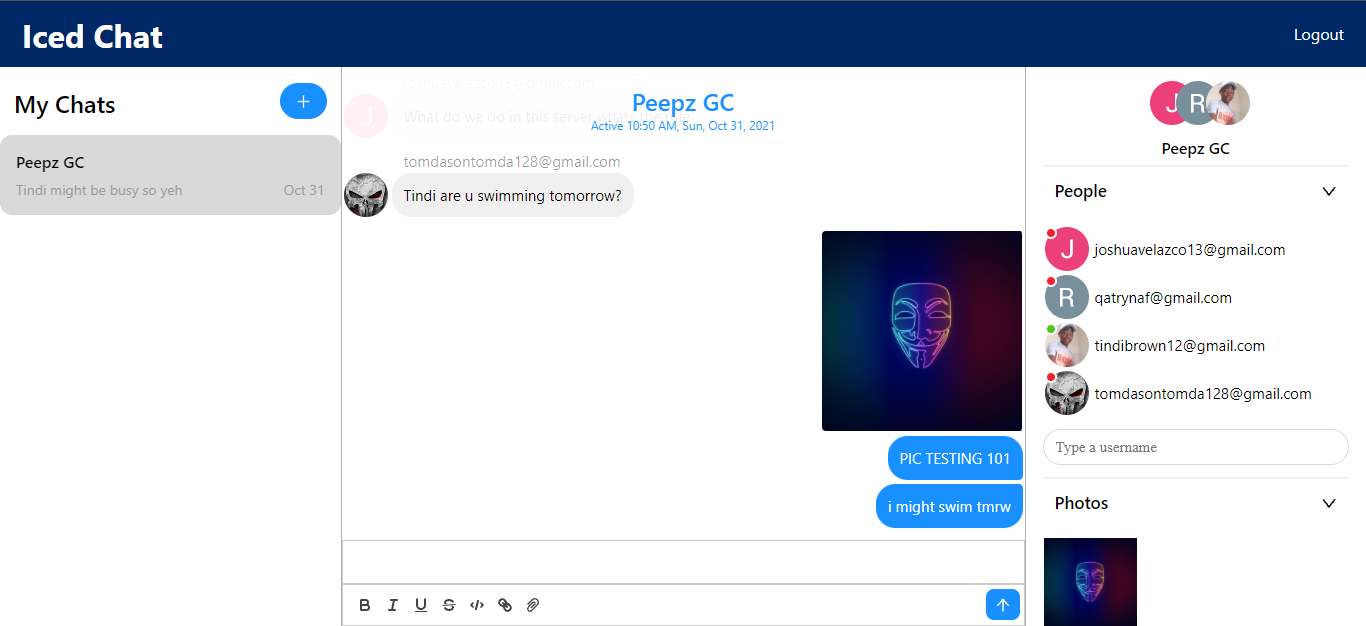 Iced Chat
Logout
My Chats
+
Peepz GC
Tindi might be busy so yeh
Oct 31
joshuavelazco13@gmail.com
J
What do we do in this server whats the
Peepz GC
Active 10:50 AM, Sun, Oct 31, 2021
tomdasontomda128@gmail.com
Tindi are u swimming tomorrow?
PIC TESTING 101
i might swim tmrw
B I U S </>
J R
Peepz GC
People
J joshuavelazco13@gmail.com
R qatrynaf@gmail.com
tindibrown12@gmail.com
tomdasontomda128@gmail.com
Type a username
Photos